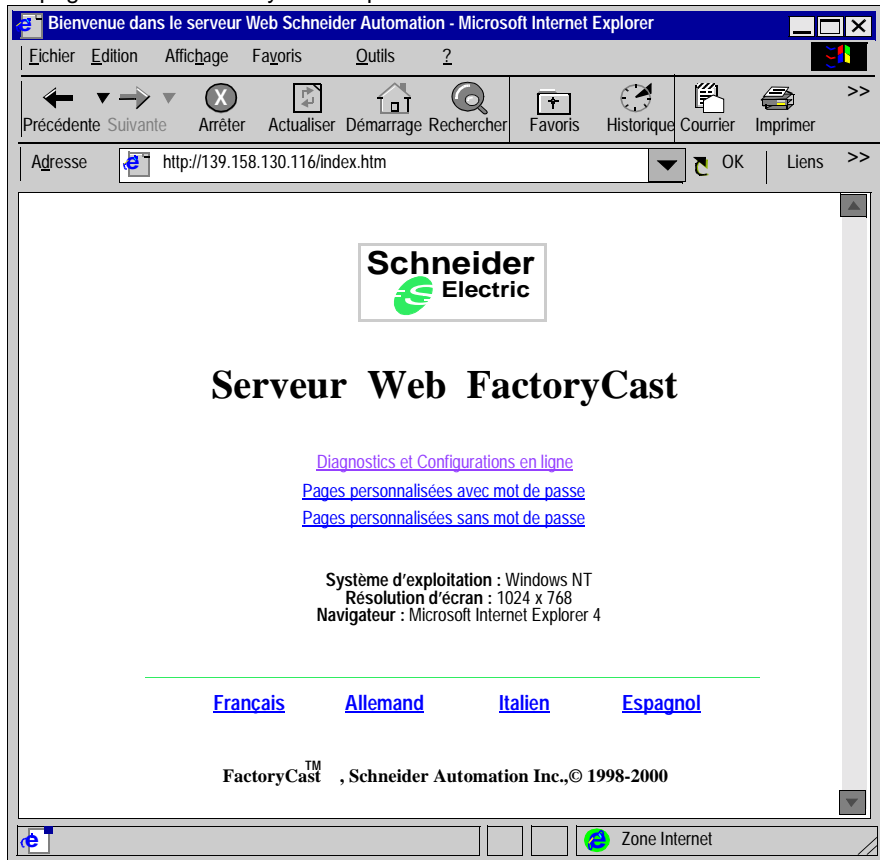 Bienvenue dans le serveur Web Schneider Automation - Microsoft Internet Explorer
Fichier Edition Affichage Favoris Outils ?
Précédente Suivante Arrêter Actualiser Démarrage Rechercher Favoris Historique Courrier Imprimer >>
Adresse http://139.158.130.116/index.htm OK Liens >>
Schneider
Electric
Serveur Web FactoryCast
Diagnostics et Configurations en ligne
Pages personnalisées avec mot de passe
Pages personnalisées sans mot de passe
Système d'exploitation : Windows NT
Résolution d'écran : 1024 x 768
Navigateur : Microsoft Internet Explorer 4
Français Allemand Italien Espagnol
FactoryCast TM , Schneider Automation Inc.,© 1998-2000
Zone Internet